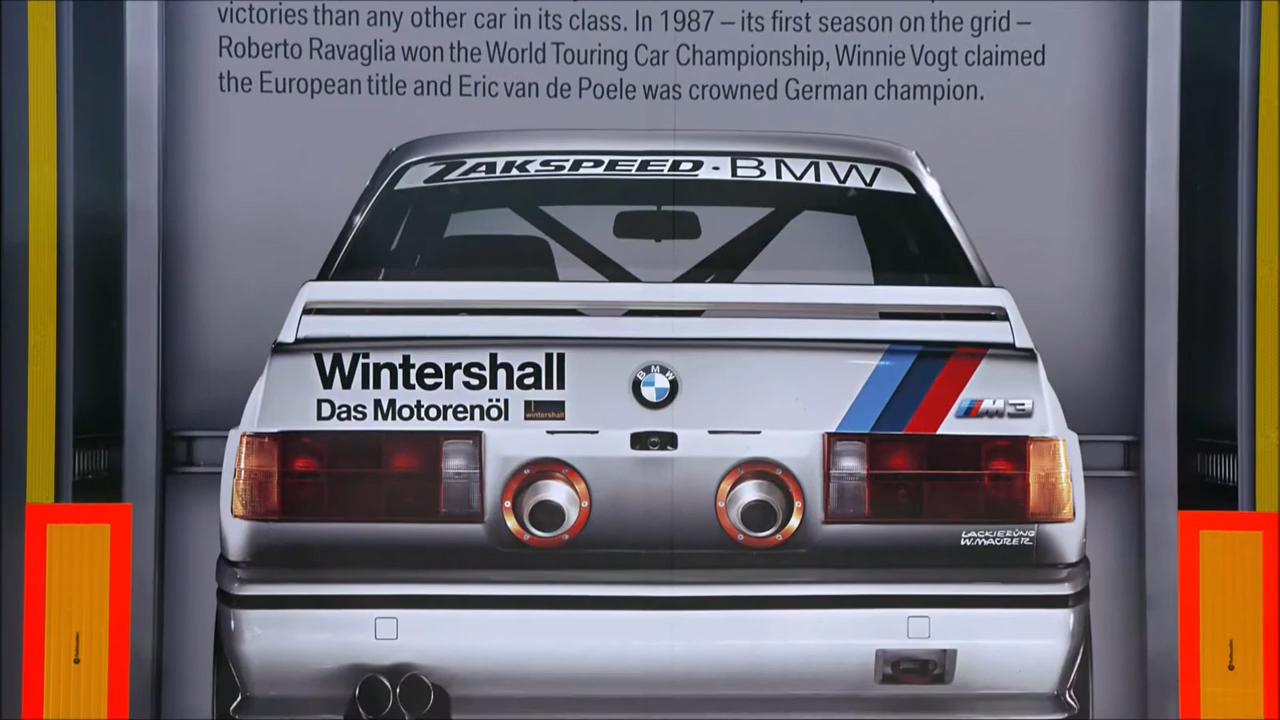 victories than any other car in its class. In 1987 – its first season on the grid –
Roberto Ravaglia won the World Touring Car Championship, Winnie Vogt claimed
the European title and Eric van de Poele was crowned German champion.
ZAKSPEED · BMW
Wintershall
BMW
M3
Das Motorenöl
wintershall
LACKIERUNG
W.MAURER